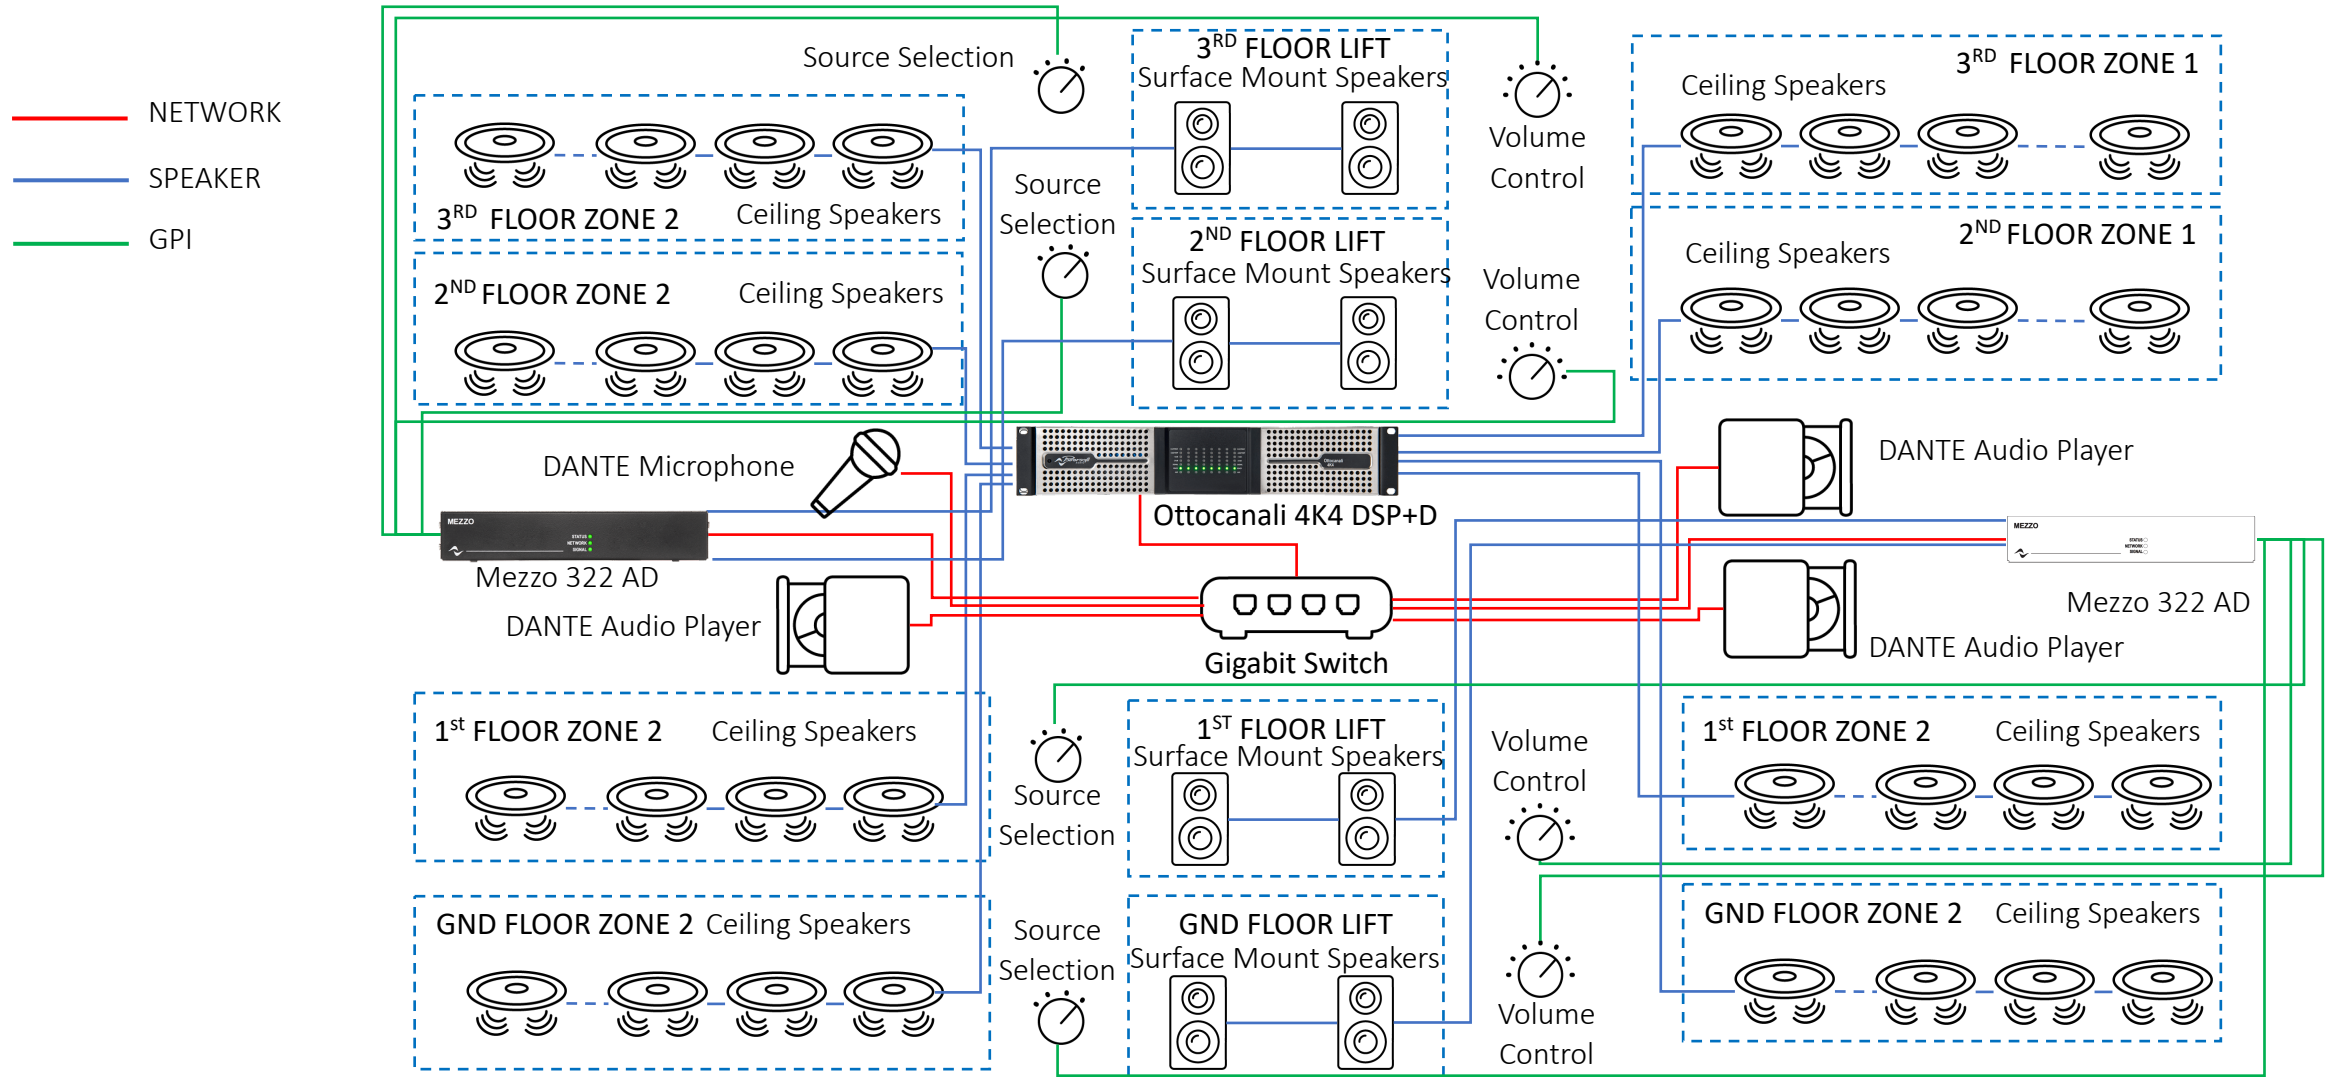 NETWORK
SPEAKER
GPI
Source Selection
3RD FLOOR LIFT
Surface Mount Speakers
Volume
Control
3RD FLOOR ZONE 1
Ceiling Speakers
3RD FLOOR ZONE 2
Ceiling Speakers
Source
Selection
2ND FLOOR LIFT
Surface Mount Speakers
2ND FLOOR ZONE 1
Ceiling Speakers
2ND FLOOR ZONE 2
Ceiling Speakers
Volume
Control
DANTE Microphone
DANTE Audio Player
Ottocanali 4K4 DSP+D
MEZZO
STATUS
NETWORK
SIGNAL
Mezzo 322 AD
MEZZO
STATUS
NETWORK
SIGNAL
Mezzo 322 AD
DANTE Audio Player
Gigabit Switch
DANTE Audio Player
1st FLOOR ZONE 2
Ceiling Speakers
Source
Selection
1ST FLOOR LIFT
Surface Mount Speakers
Volume
Control
1st FLOOR ZONE 2
Ceiling Speakers
GND FLOOR ZONE 2
Ceiling Speakers
Source
Selection
GND FLOOR LIFT
Surface Mount Speakers
Volume
Control
GND FLOOR ZONE 2
Ceiling Speakers